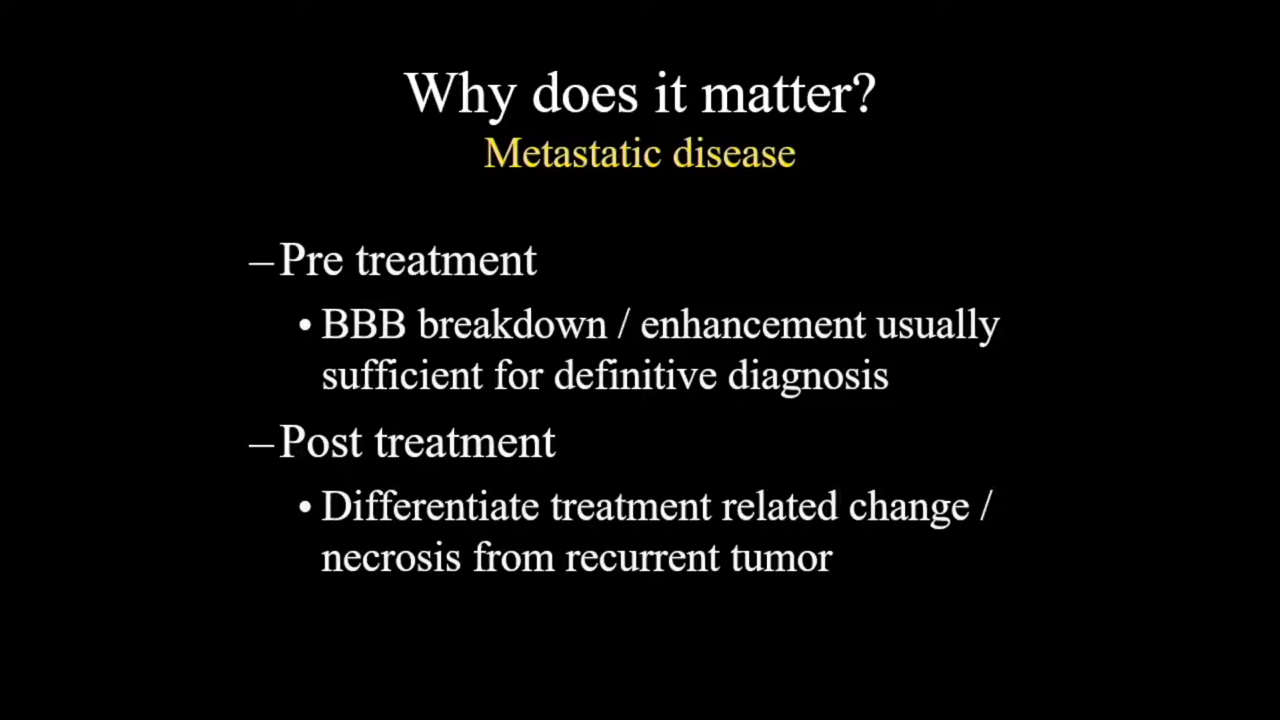 Why does it matter?
Metastatic disease
–Pre treatment
• BBB breakdown / enhancement usually
sufficient for definitive diagnosis
–Post treatment
• Differentiate treatment related change /
necrosis from recurrent tumor